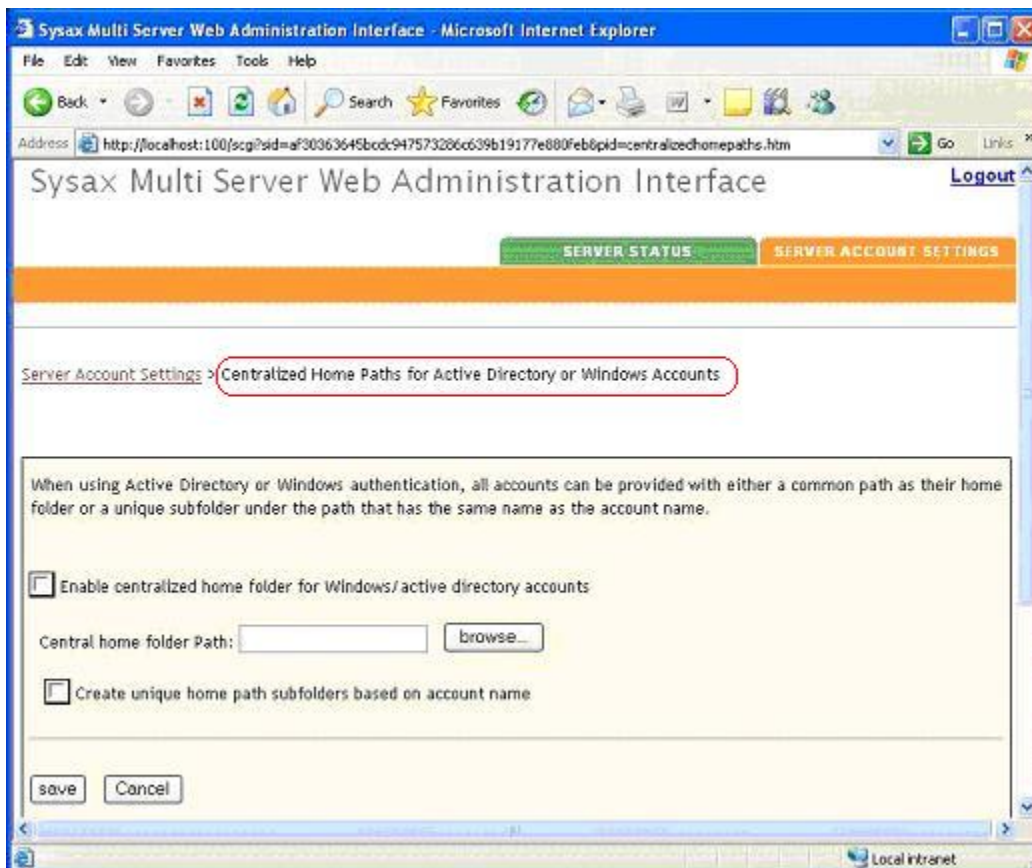 Sysax Multi Server Web Administration Interface - Microsoft Internet Explorer
File Edit View Favorites Tools Help
Back Search Favorites
Address http://localhost:100/scgi?sid=af30363645bcdc947573286c639b19177e880feb&pid=centralizedhomepaths.htm Go Links »
Sysax Multi Server Web Administration Interface Logout
SERVER STATUS SERVER ACCOUNT SETTINGS
Server Account Settings > Centralized Home Paths for Active Directory or Windows Accounts
When using Active Directory or Windows authentication, all accounts can be provided with either a common path as their home
folder or a unique subfolder under the path that has the same name as the account name.
Enable centralized home folder for Windows/active directory accounts
Central home folder Path: browse...
Create unique home path subfolders based on account name
save Cancel
Local intranet